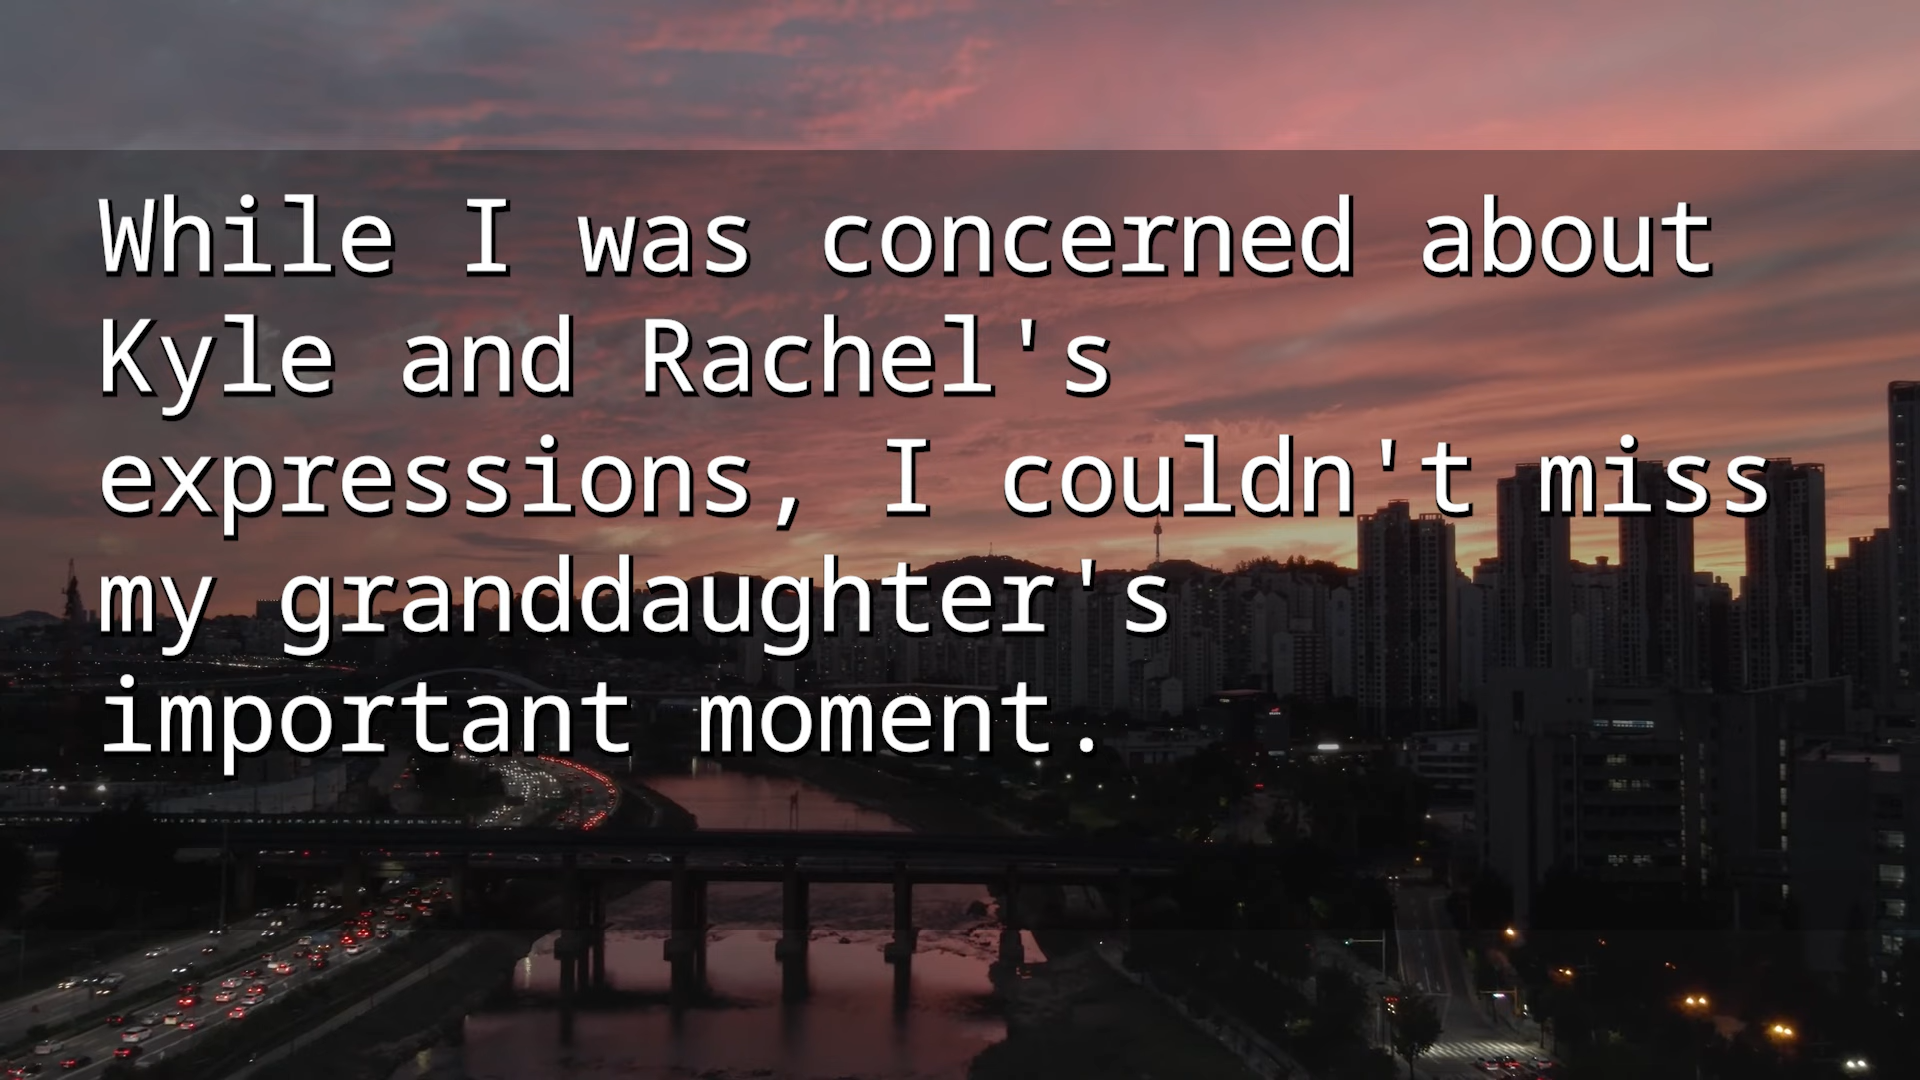 While I was concerned about
Kyle and Rachel's
expressions, I couldn't miss
my granddaughter's
important moment.